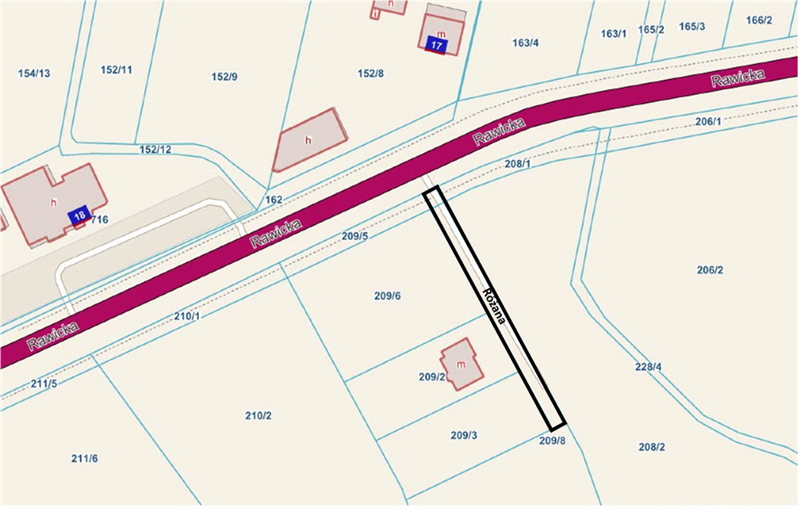 h
17
m
163/4
163/1
165/2
165/3
166/2
154/13
152/11
152/9
152/8
Rawicka
Rawicka
206/1
152/12
h
208/1
h
18
716
162
Rawicka
209/5
206/2
209/6
Różana
210/1
Rawicka
m
209/2
228/4
211/5
210/2
209/3
209/8
208/2
211/6